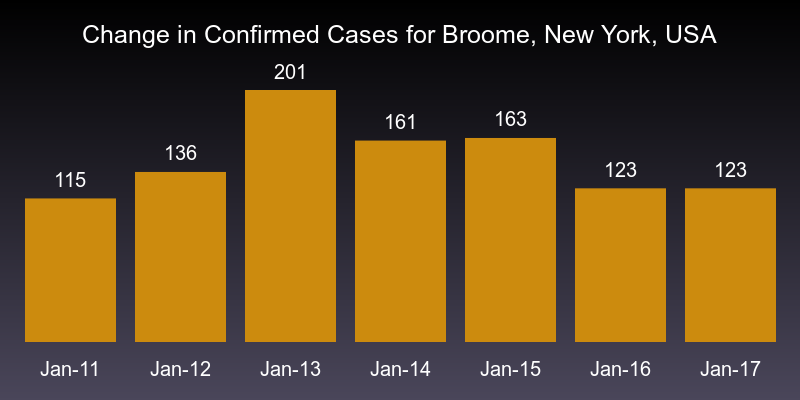 Change in Confirmed Cases for Broome, New York, USA
201
163
161
136
123
123
115
Jan-11
Jan-12
Jan-13
Jan-14
Jan-15
Jan-16
Jan-17